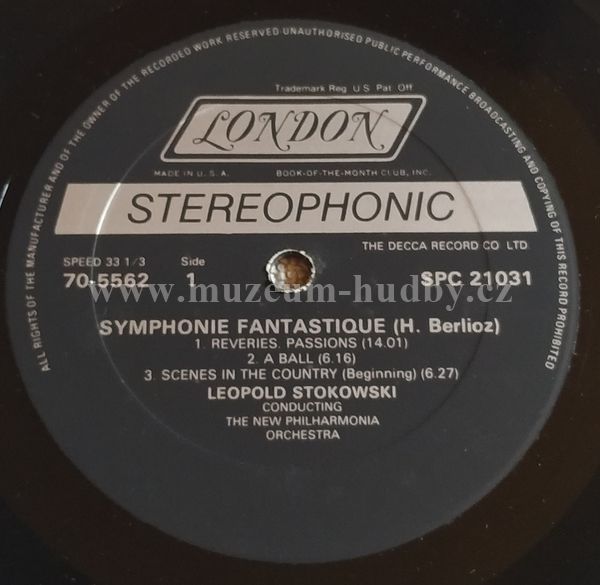 ALL RIGHTS OF THE MANUFACTURER AND OF THE OWNER OF THE RECORDED WORK RESERVED UNAUTHORISED PUBLIC PERFORMANCE BROADCASTING AND COPYING OF THIS RECORD PROHIBITED
Trademark Reg U S Pat Off
LONDON
MADE IN U. S. A. BOOK-OF-THE-MONTH CLUB, INC.
STEREOPHONIC
THE DECCA RECORD CO LTD
SPEED 33 1/3 Side
70-5562 1 SPC 21031
www.muzeum-hudby.cz
SYMPHONIE FANTASTIQUE (H. Berlioz)
1. REVERIES. PASSIONS (14.01)
2. A BALL (6.16)
3. SCENES IN THE COUNTRY (Beginning) (6.27)
LEOPOLD STOKOWSKI
CONDUCTING
THE NEW PHILHARMONIA
ORCHESTRA